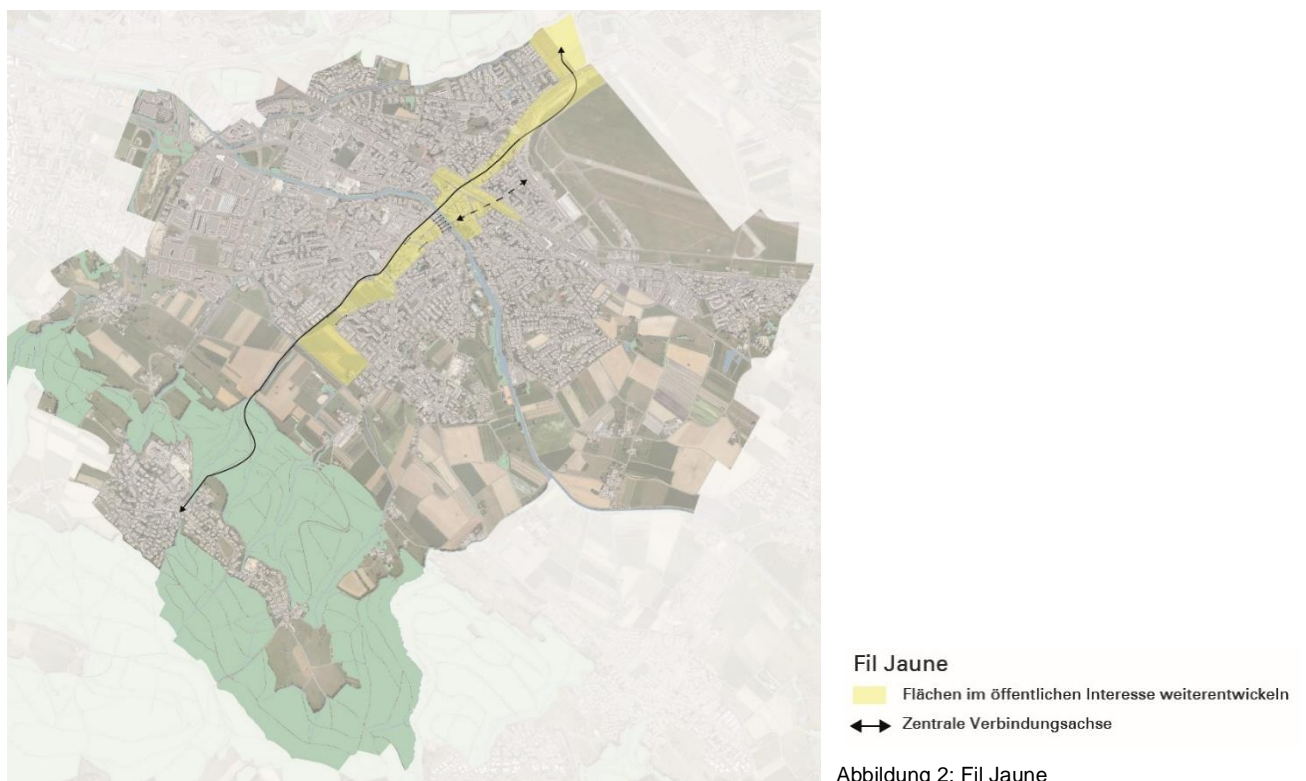 Fil Jaune
Flächen im öffentlichen Interesse weiterentwickeln
Zentrale Verbindungsachse
Abbildung 2: Fil Jaune